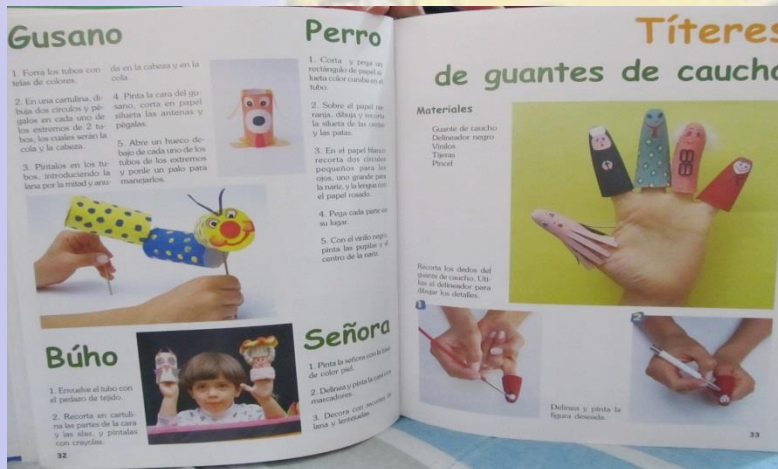 Gusano
1. Forra los tubos con
telas de colores.
2. En una cartulina, di-
buja dos círculos y pé-
galos en cada uno de
los extremos de 2 tu-
bos, los cuales serán la
cola y la cabeza.
3. Píntalos en los tu-
bos, introduciendo la
lana por la mitad y anu-
da en la cabeza y en la
cola.
4. Pinta la cara del gu-
sano, corta en papel
silueta las antenas y
pégalas.
5. Abre un hueco de-
bajo de cada uno de los
tubos de los extremos
y ponle un palo para
manejarlos.
Perro
1. Corta y pega un
rectángulo de papel si-
lueta color curuba en el
tubo.
2. Sobre el papel na-
ranja, dibuja y recorta
la silueta de las orejas
y las patas.
3. En el papel blanco
recorta dos círculos
pequeños para los
ojos, uno grande para
la nariz, y la lengua con
el papel rosado.
4. Pega cada parte en
su lugar.
5. Con el vinilo negro,
pinta las pupilas y el
centro de la nariz.
Búho
1. Envuelve el tubo con
el pedazo de tejido.
2. Recorta en cartuli-
na las partes de la cara
y las alas, y píntalas
con crayolas.
Señora
1. Pinta la señora con la base
de color piel.
2. Delinea y pinta la cara con
marcadores.
3. Decora con recortes de
lana y lentejuelas.
32
Títeres
de guantes de caucho
Materiales
Guante de caucho
Delineador negro
Vinilos
Tijeras
Pincel
Recorta los dedos del
guante de caucho. Uti-
liza el delineador para
dibujar los detalles.
1
2
Delinea y pinta la
figura deseada.
33